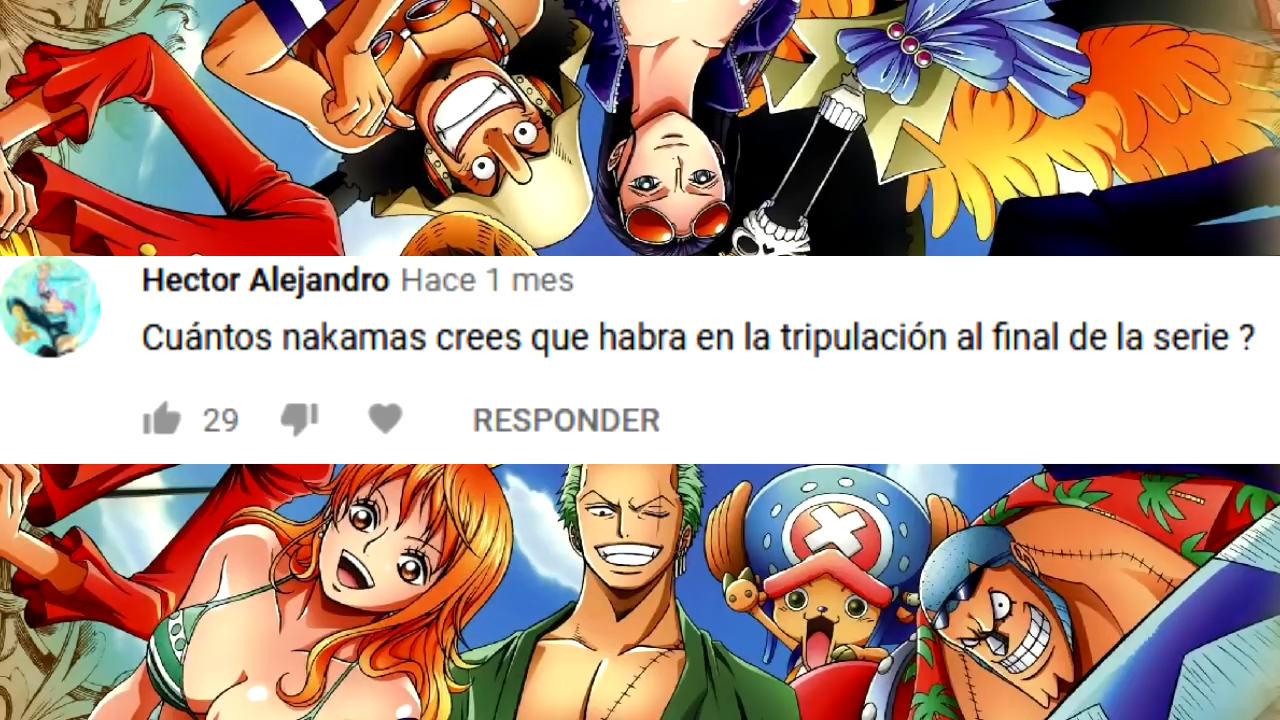 Hector Alejandro Hace 1 mes
Cuántos nakamas crees que habra en la tripulación al final de la serie ?
29 RESPONDER